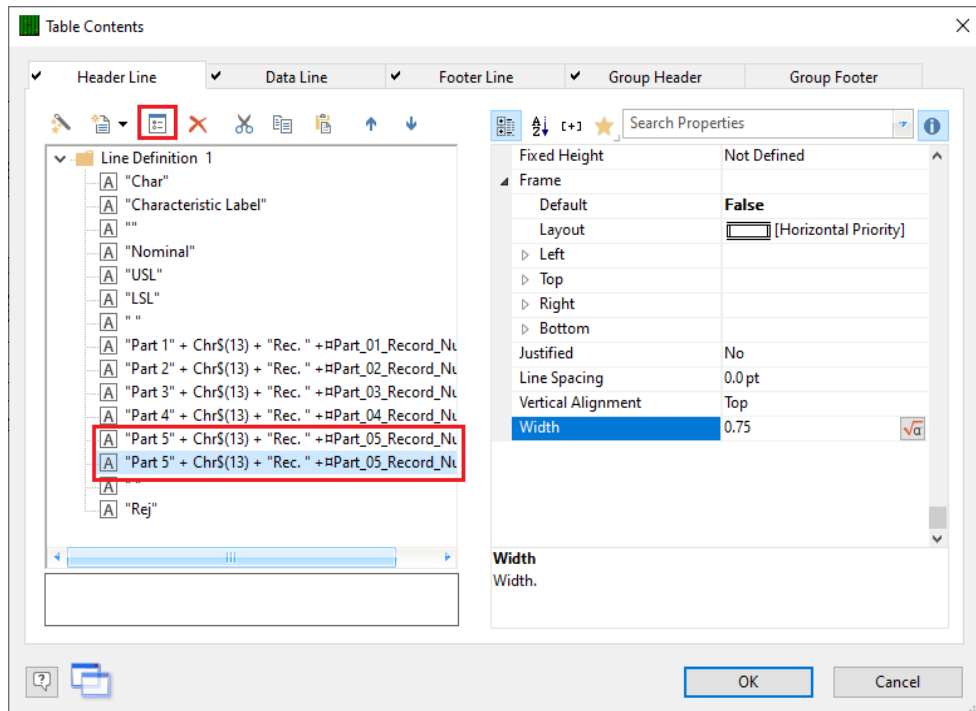 Table Contents
Header Line
Data Line
Footer Line
Group Header
Group Footer
Search Properties
Line Definition 1
"Char"
"Characteristic Label"
""
"Nominal"
"USL"
"LSL"
" "
"Part 1" + Chr$(13) + "Rec. " +¤Part_01_Record_Nu
"Part 2" + Chr$(13) + "Rec. " +¤Part_02_Record_Nu
"Part 3" + Chr$(13) + "Rec. " +¤Part_03_Record_Nu
"Part 4" + Chr$(13) + "Rec. " +¤Part_04_Record_Nu
"Part 5" + Chr$(13) + "Rec. " +¤Part_05_Record_Nu
"Part 5" + Chr$(13) + "Rec. " +¤Part_05_Record_Nu
" "
"Rej"
Fixed Height Not Defined
Frame
Default False
Layout [Horizontal Priority]
Left
Top
Right
Bottom
Justified No
Line Spacing 0.0 pt
Vertical Alignment Top
Width 0.75
Width
Width.
OK
Cancel